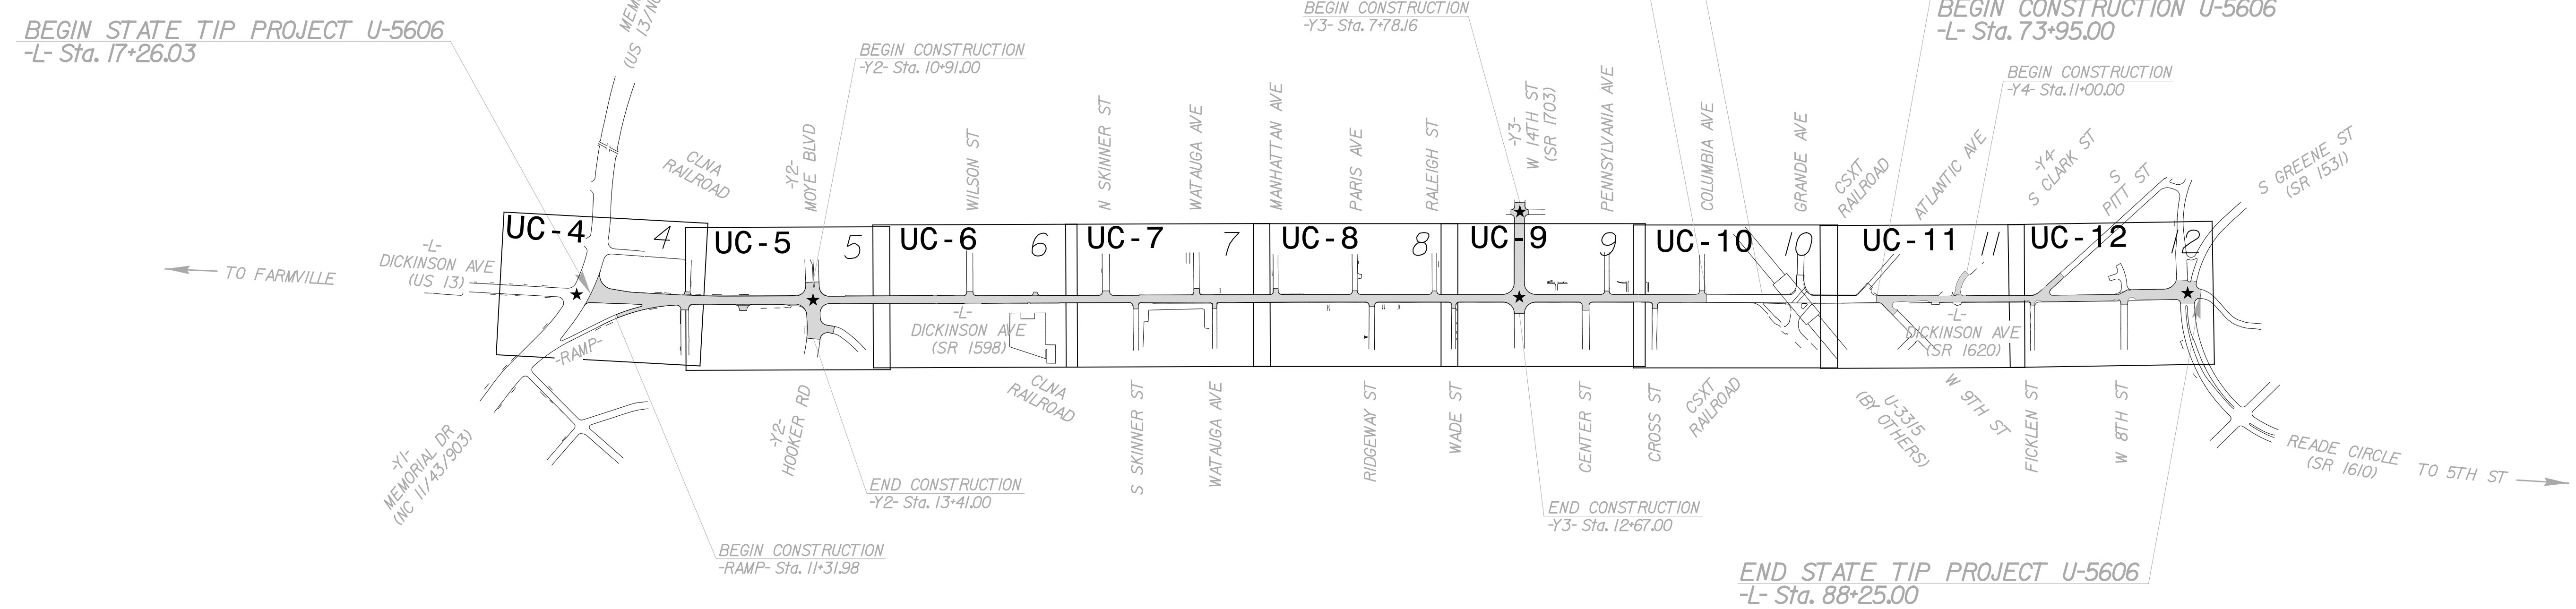 BEGIN STATE TIP PROJECT U-5606
-L- Sta. 17+26.03
(US 13/
BEGIN CONSTRUCTION
-Y2- Sta. 10+91.00
BEGIN CONSTRUCTION
-Y3- Sta. 7+78.16
BEGIN CONSTRUCTION U-5606
-L- Sta. 73+95.00
BEGIN CONSTRUCTION
-Y4- Sta. 11+00.00
CLNA
RAILROAD
-Y2-
MOYE BLVD
WILSON ST
N SKINNER ST
WATAUGA AVE
MANHATTAN AVE
PARIS AVE
RALEIGH ST
-Y3-
W 14TH ST
(SR 1703)
PENNSYLVANIA AVE
COLUMBIA AVE
GRANDE AVE
CSXT
RAILROAD
ATLANTIC AVE
-Y4-
S CLARK ST
S
PITT ST
S GREENE ST
(SR 1531)
UC-4 4
UC-5 5
UC-6 6
UC-7 7
UC-8 8
UC-9 9
UC-10 10
UC-11 11
UC-12 12
TO FARMVILLE
-L-
DICKINSON AVE
(US 13)
-L-
DICKINSON AVE
(SR 1598)
-L-
DICKINSON AVE
(SR 1620)
-RAMP-
-Y1-
MEMORIAL DR
(NC 11/43/903)
-Y2-
HOOKER RD
CLNA
RAILROAD
S SKINNER ST
WATAUGA AVE
RIDGEWAY ST
WADE ST
CENTER ST
CROSS ST
CSXT
RAILROAD
U-3315
(BY OTHERS)
W 9TH ST
FICKLEN ST
W 8TH ST
READE CIRCLE
(SR 1610)
TO 5TH ST
END CONSTRUCTION
-Y2- Sta. 13+41.00
END CONSTRUCTION
-Y3- Sta. 12+67.00
BEGIN CONSTRUCTION
-RAMP- Sta. 11+31.98
END STATE TIP PROJECT U-5606
-L- Sta. 88+25.00